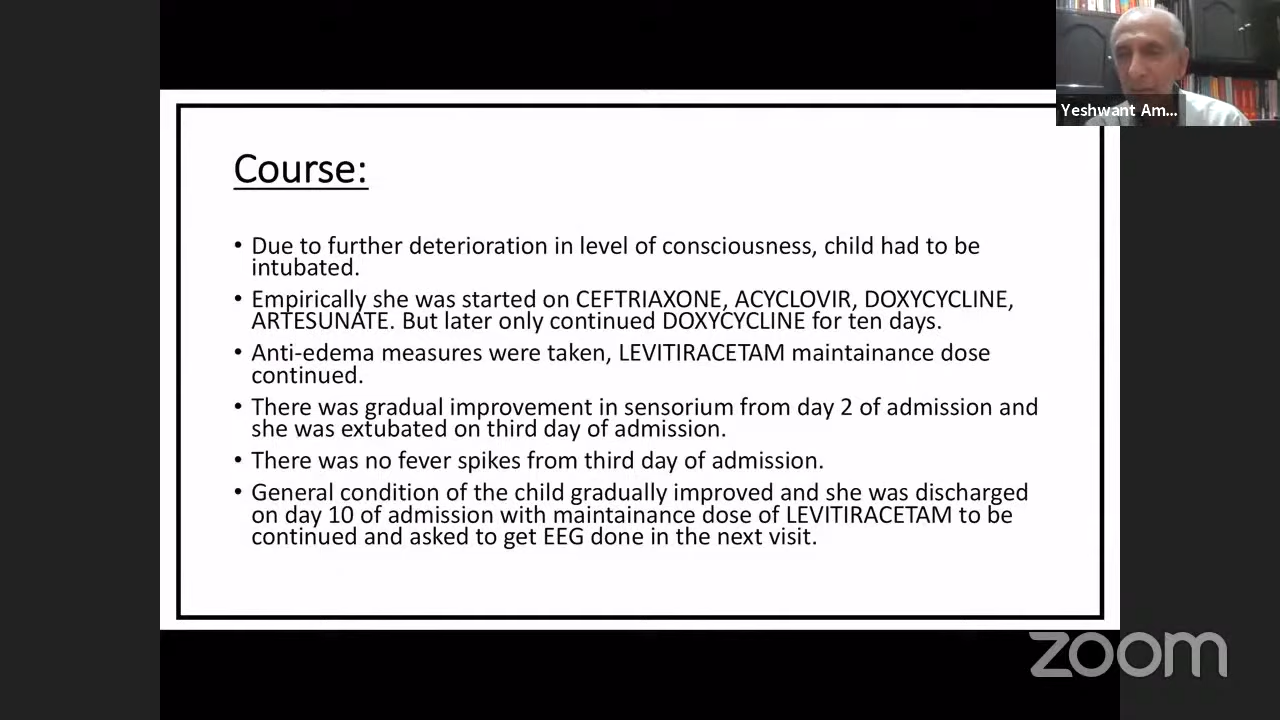 Yeshwant Am...
Course:
• Due to further deterioration in level of consciousness, child had to be
intubated.
• Empirically she was started on CEFTRIAXONE, ACYCLOVIR, DOXYCYCLINE,
ARTESUNATE. But later only continued DOXYCYCLINE for ten days.
• Anti-edema measures were taken, LEVITIRACETAM maintainance dose
continued.
• There was gradual improvement in sensorium from day 2 of admission and
she was extubated on third day of admission.
• There was no fever spikes from third day of admission.
• General condition of the child gradually improved and she was discharged
on day 10 of admission with maintainance dose of LEVITIRACETAM to be
continued and asked to get EEG done in the next visit.
zoom